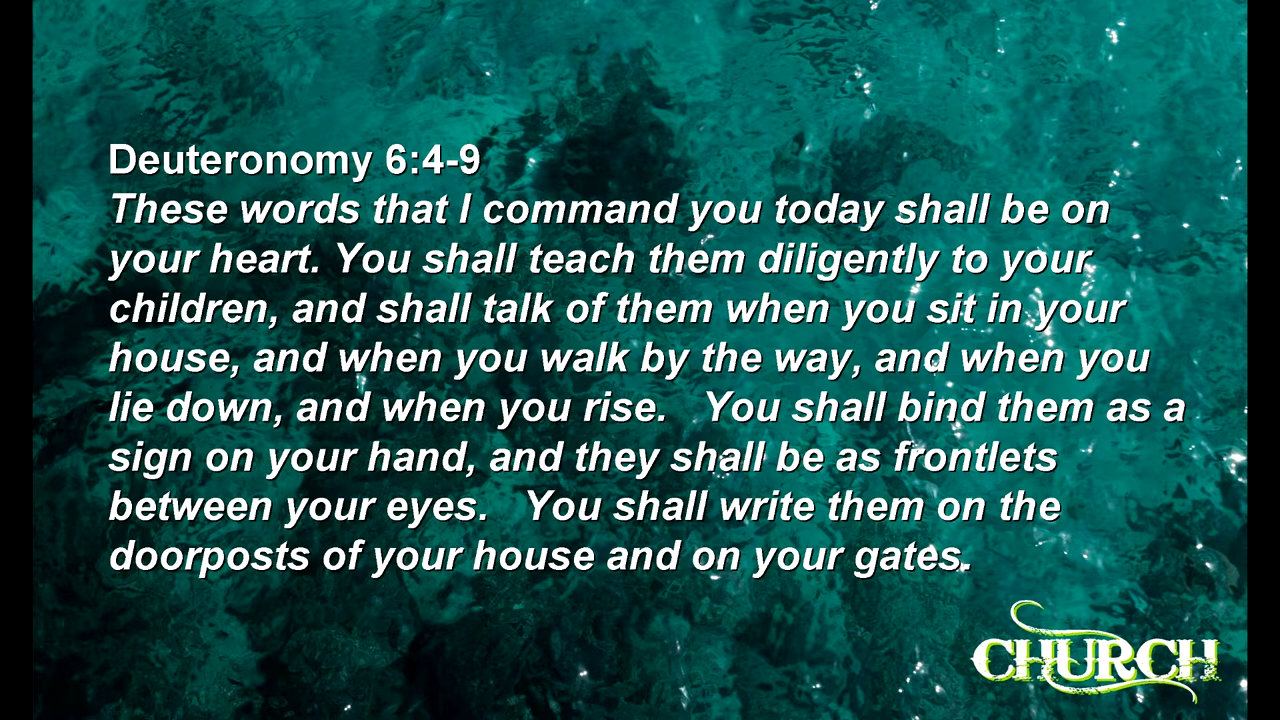 Deuteronomy 6:4-9
These words that I command you today shall be on
your heart. You shall teach them diligently to your
children, and shall talk of them when you sit in your
house, and when you walk by the way, and when you
lie down, and when you rise.   You shall bind them as a
sign on your hand, and they shall be as frontlets
between your eyes.   You shall write them on the
doorposts of your house and on your gates.
CHURCH